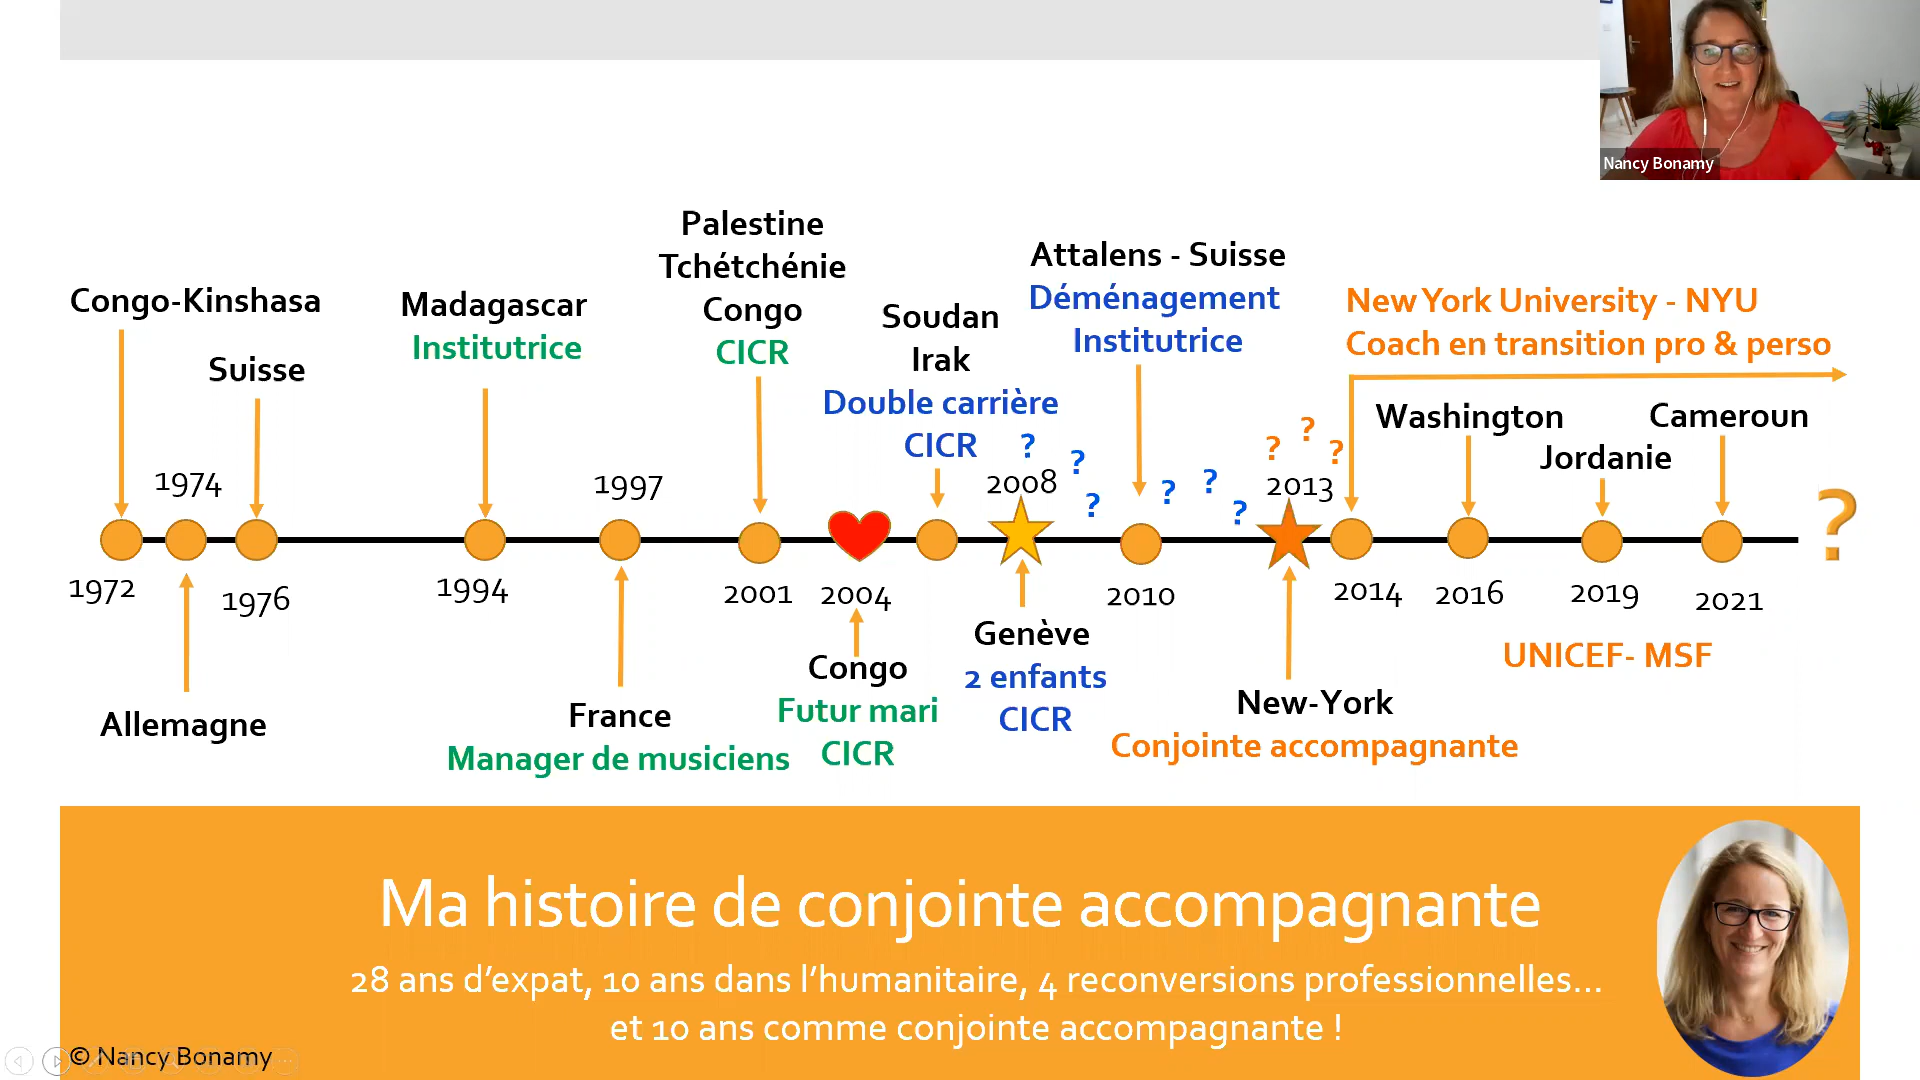 Nancy Bonamy
Palestine
Tchétchénie
Congo
CICR
Congo-Kinshasa
Suisse
Madagascar
Institutrice
Soudan
Irak
Double carrière
CICR
Attalens - Suisse
Déménagement
Institutrice
New York University - NYU
Coach en transition pro & perso
Washington
Jordanie
Cameroun
? ? ? ? ? ?
? ? ?
1974
1997
2008
2013
?
1972
1976
1994
2001
2004
2010
2014
2016
2019
2021
Allemagne
France
Manager de musiciens
Congo
Futur mari
CICR
Genève
2 enfants
CICR
New-York
Conjointe accompagnante
UNICEF- MSF
Ma histoire de conjointe accompagnante
28 ans d’expat, 10 ans dans l’humanitaire, 4 reconversions professionnelles...
et 10 ans comme conjointe accompagnante !
© Nancy Bonamy